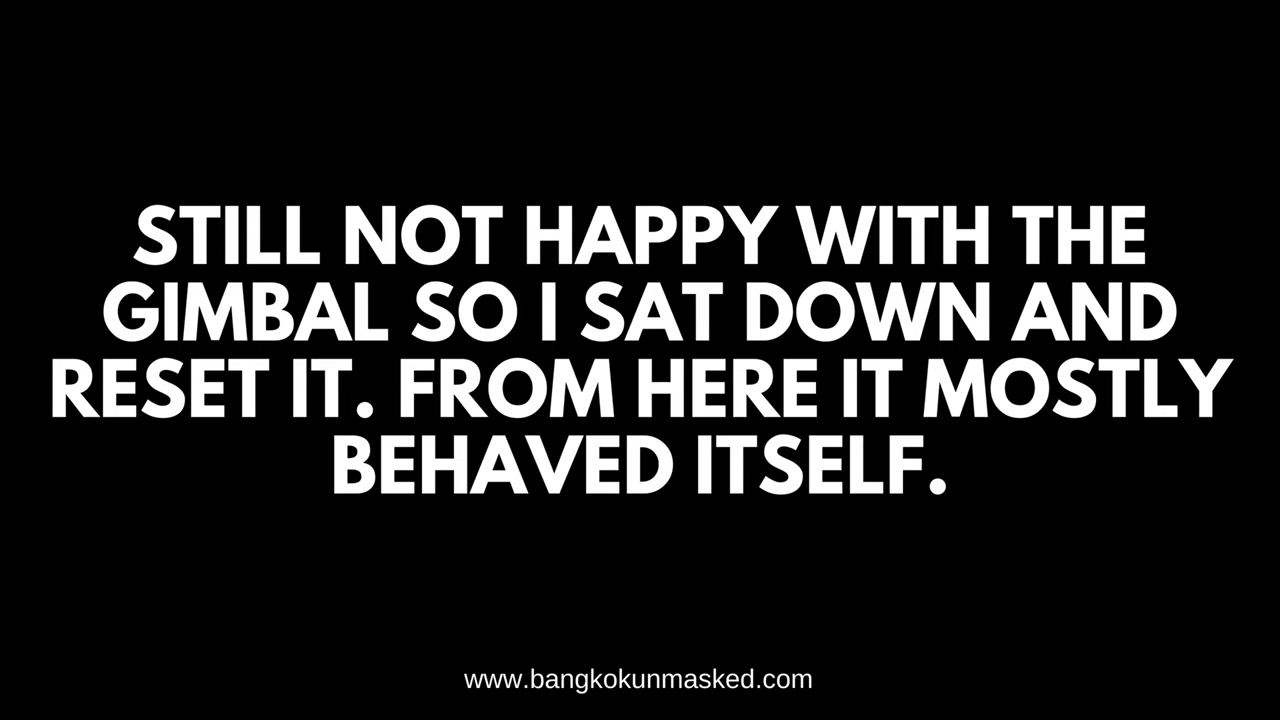 STILL NOT HAPPY WITH THE
GIMBAL SO I SAT DOWN AND
RESET IT. FROM HERE IT MOSTLY
BEHAVED ITSELF.
www.bangkokunmasked.com